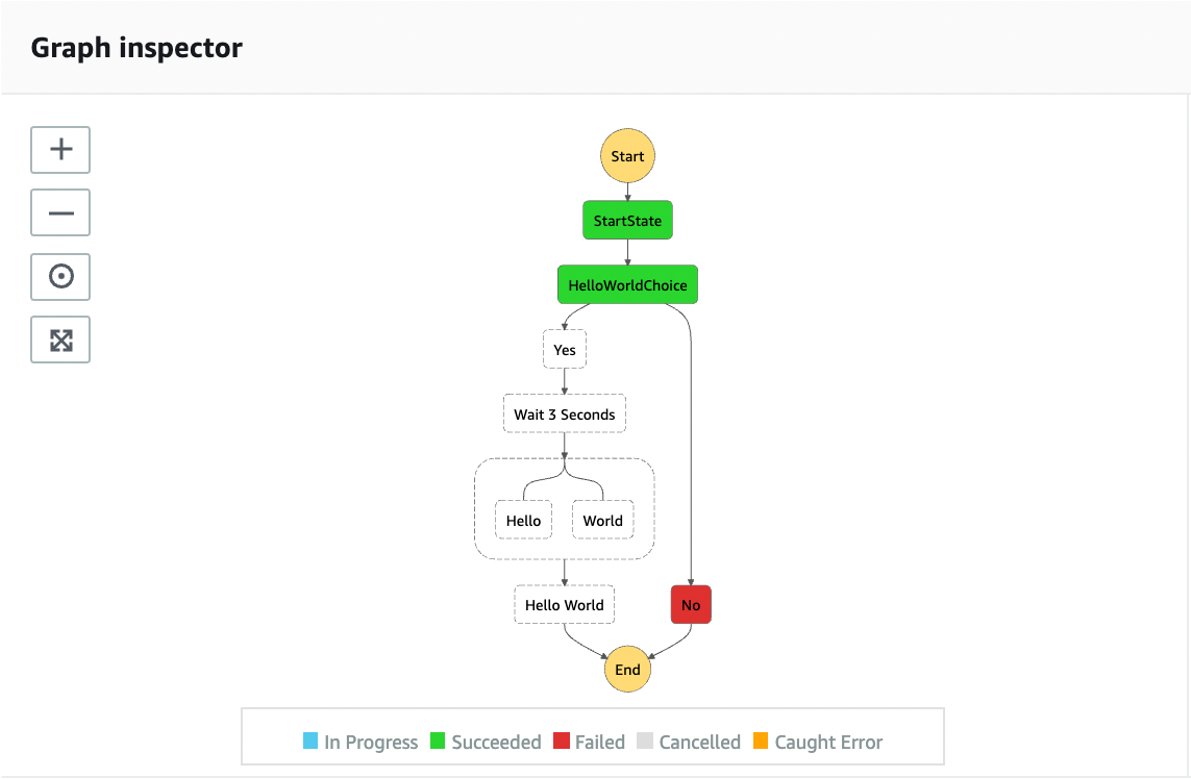 Graph inspector
Start
StartState
HelloWorldChoice
Yes
Wait 3 Seconds
Hello World
Hello World
No
End
In Progress Succeeded Failed Cancelled Caught Error